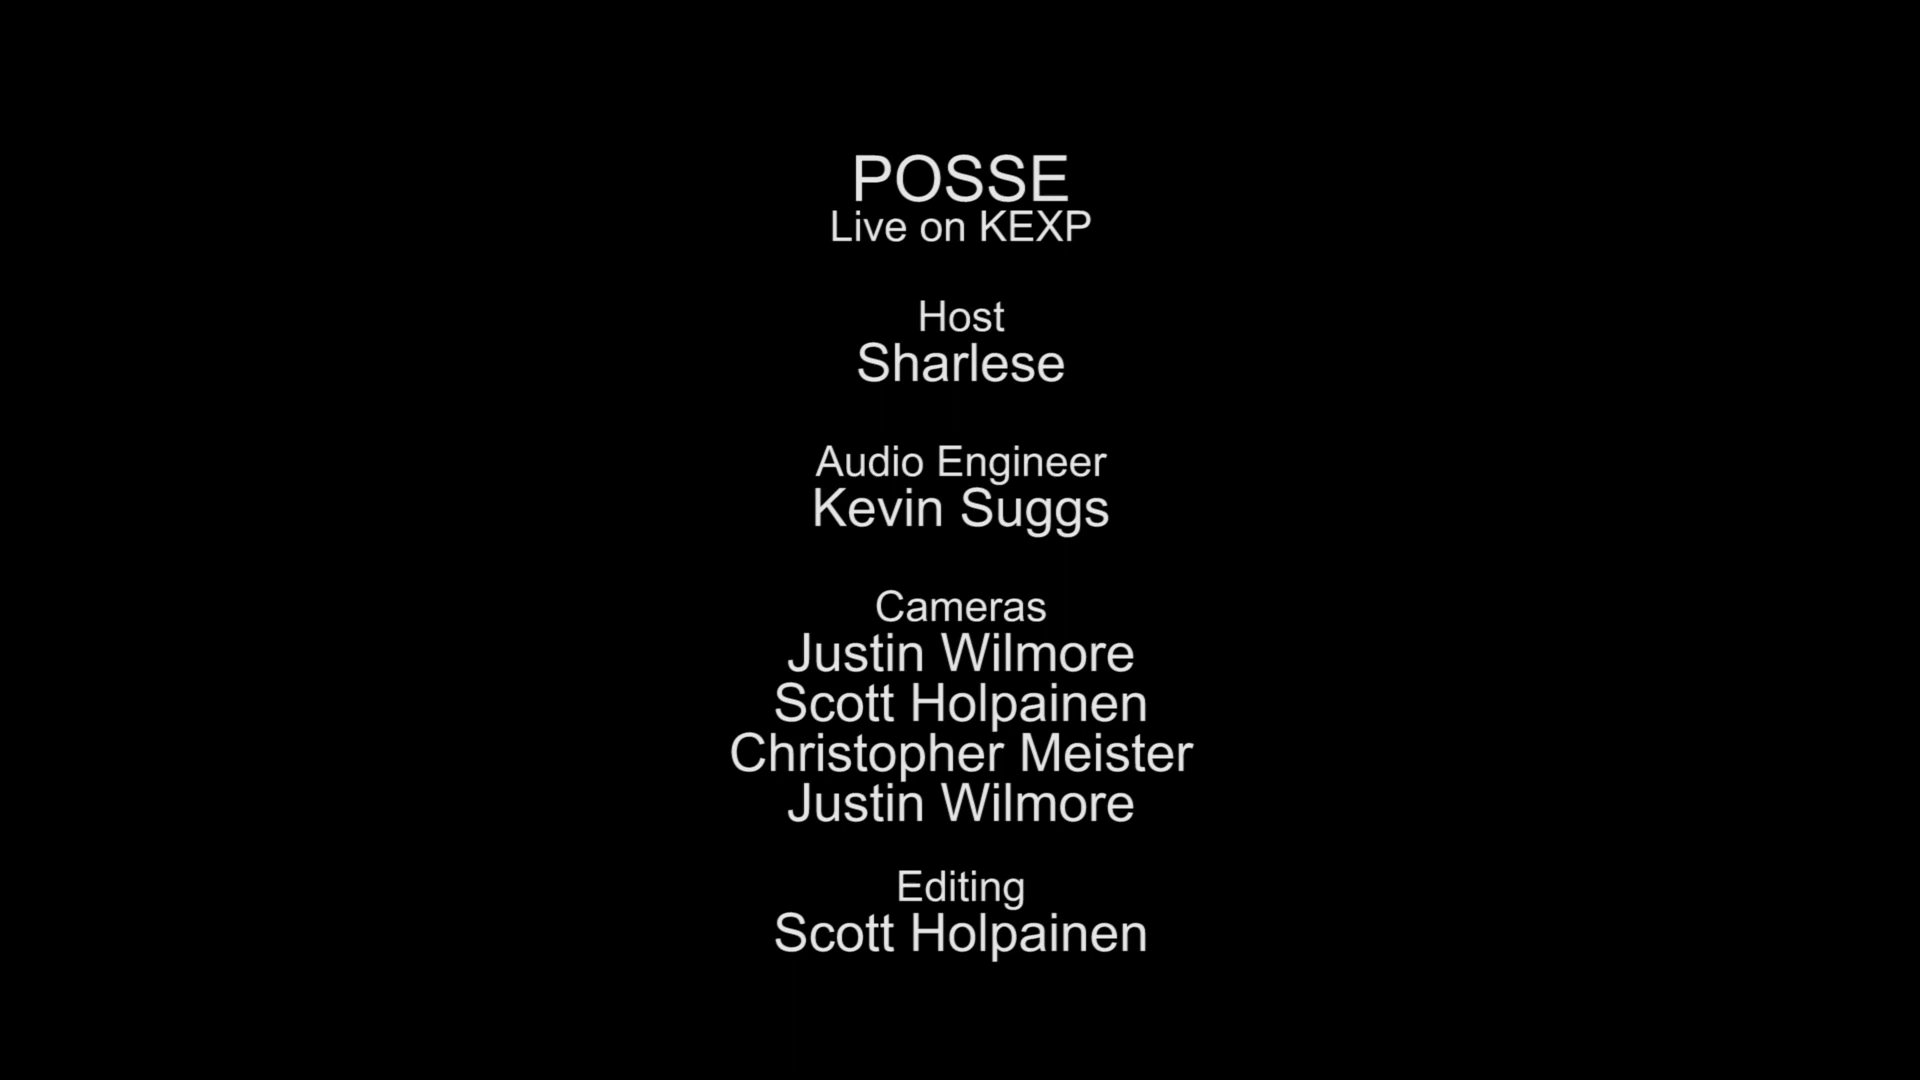 POSSE
Live on KEXP
Host
Sharlese
Audio Engineer
Kevin Suggs
Cameras
Justin Wilmore
Scott Holpainen
Christopher Meister
Justin Wilmore
Editing
Scott Holpainen